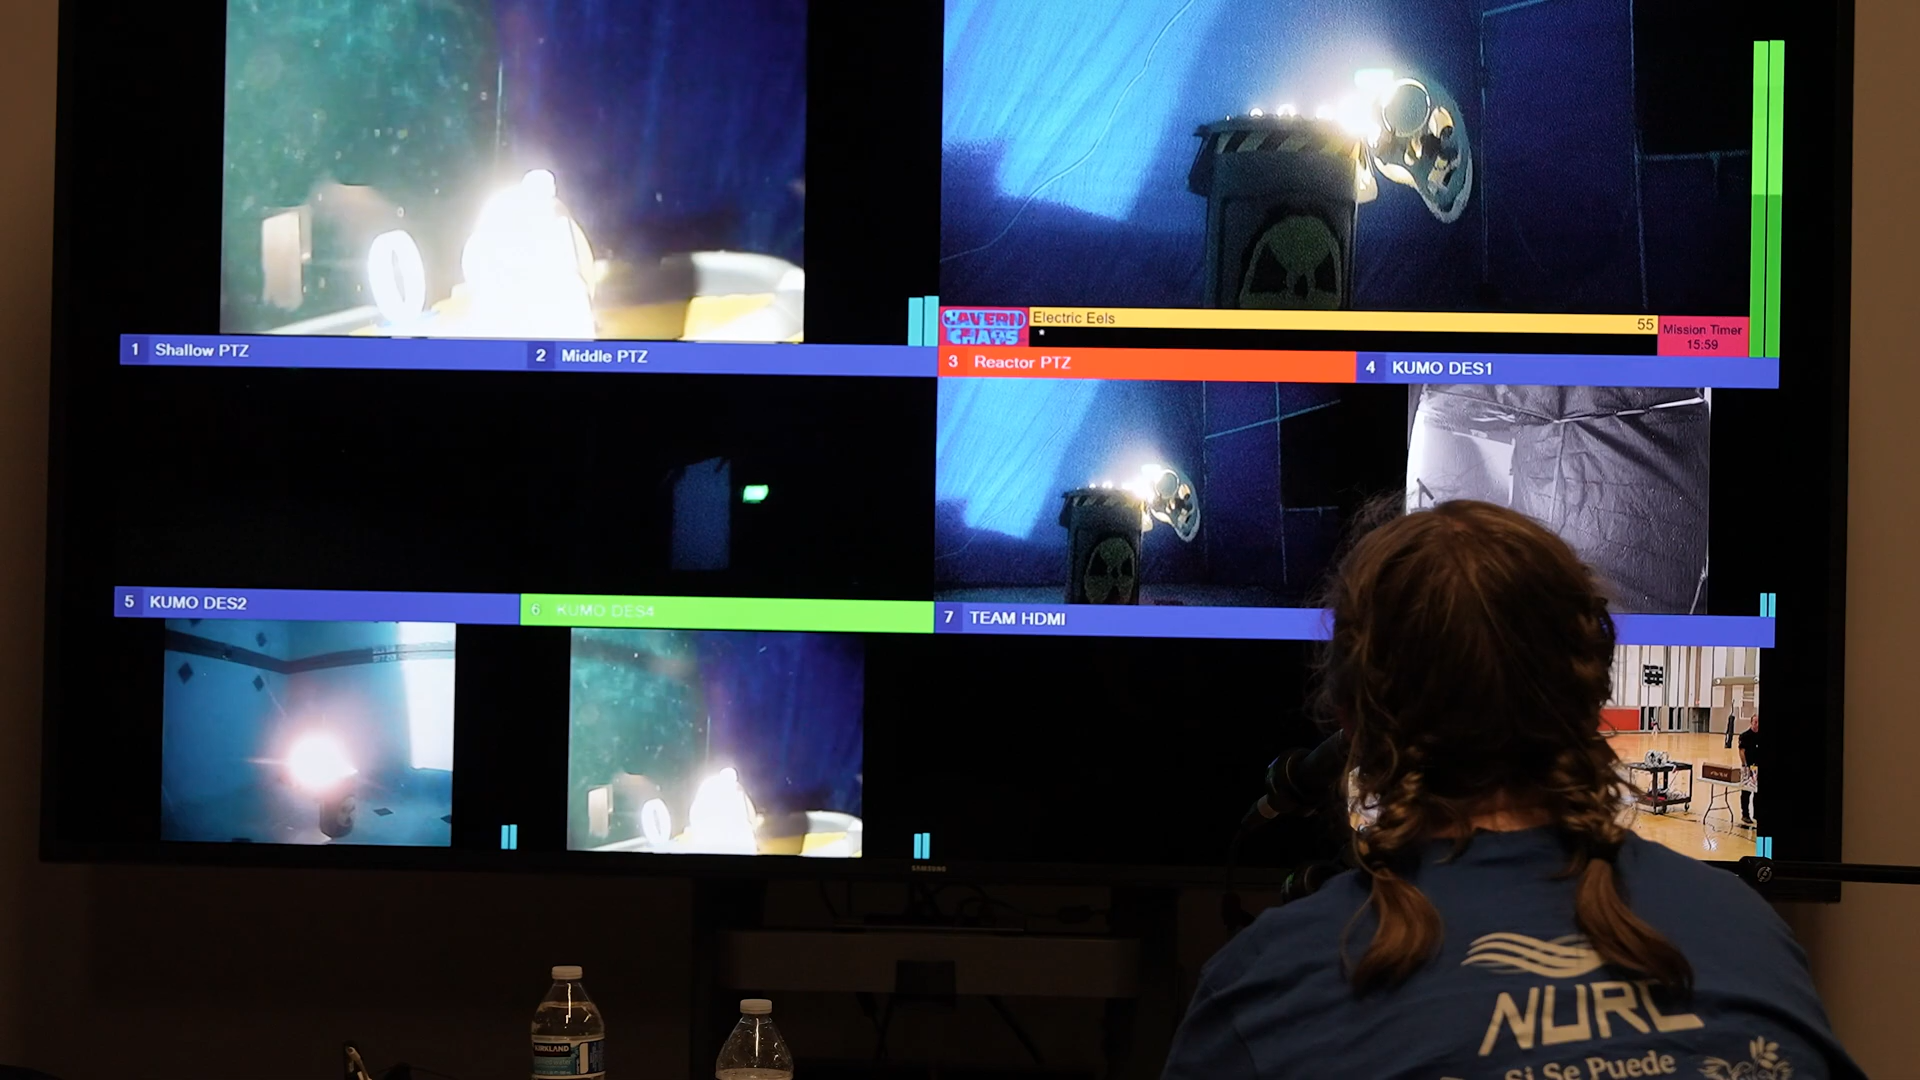 CAVERN
CHAOS
Electric Eels
55
Mission Timer
15:59
1 Shallow PTZ
2 Middle PTZ
3 Reactor PTZ
4 KUMO DES1
5 KUMO DES2
6 KUMO DES4
7 TEAM HDMI
SAMSUNG
KIRKLAND
NURC
Si Se Puede